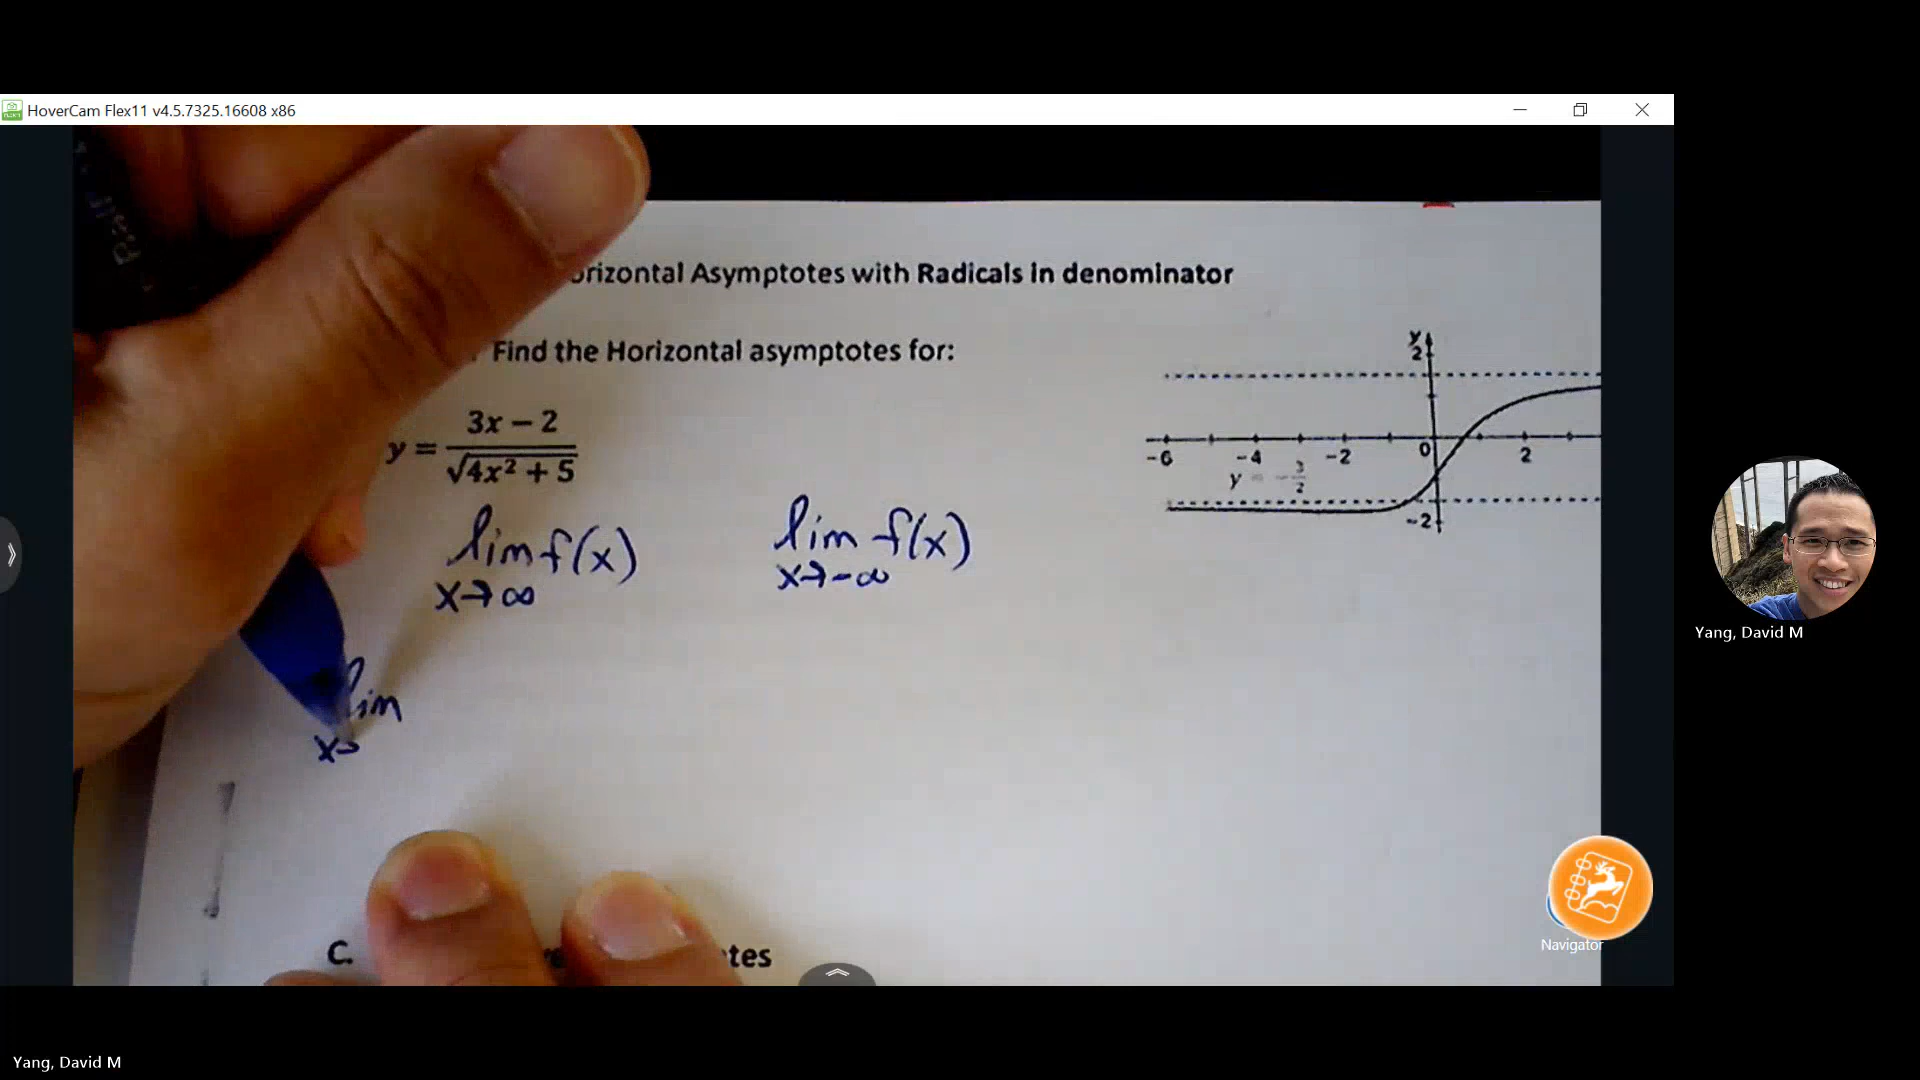 HoverCam Flex11 v4.5.7325.16608 x86
orizontal Asymptotes with Radicals in denominator
Find the Horizontal asymptotes for:
y = 3x − 2 / √4x² + 5
lim f(x)
x→∞
lim f(x)
x→-∞
lim
x→
y
2
-6 -4 -2 0 2
y = -3/2
-2
C. tes
Navigator
Yang, David M
Yang, David M